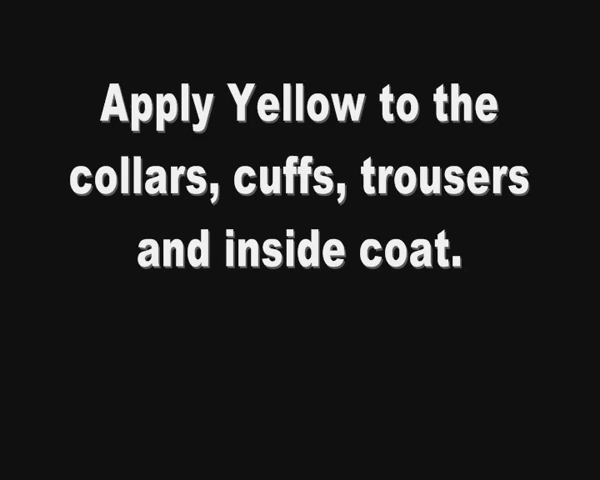 Apply Yellow to the
collars, cuffs, trousers
and inside coat.